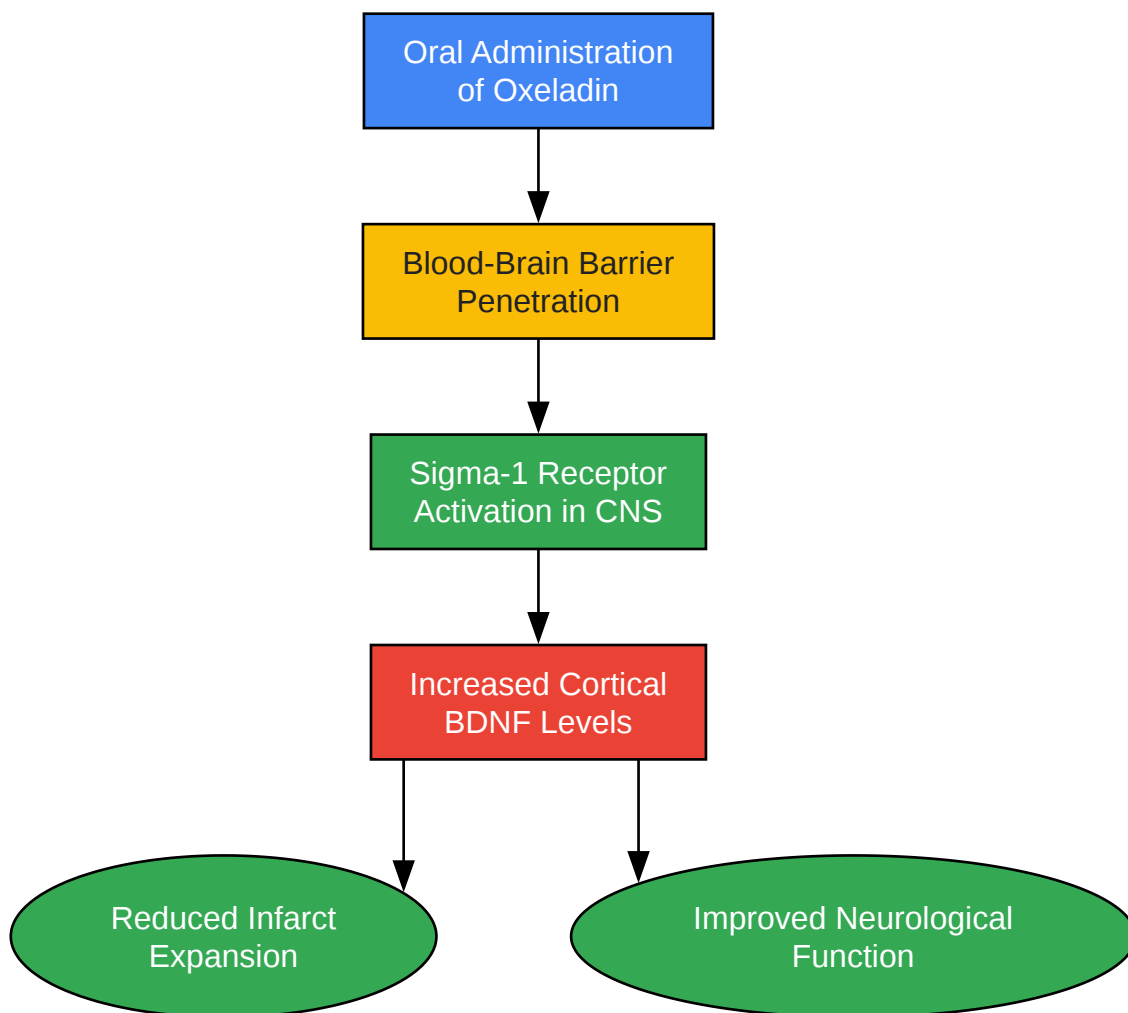 Oral Administration
of Oxeladin
Blood-Brain Barrier
Penetration
Sigma-1 Receptor
Activation in CNS
Increased Cortical
BDNF Levels
Reduced Infarct
Expansion
Improved Neurological
Function